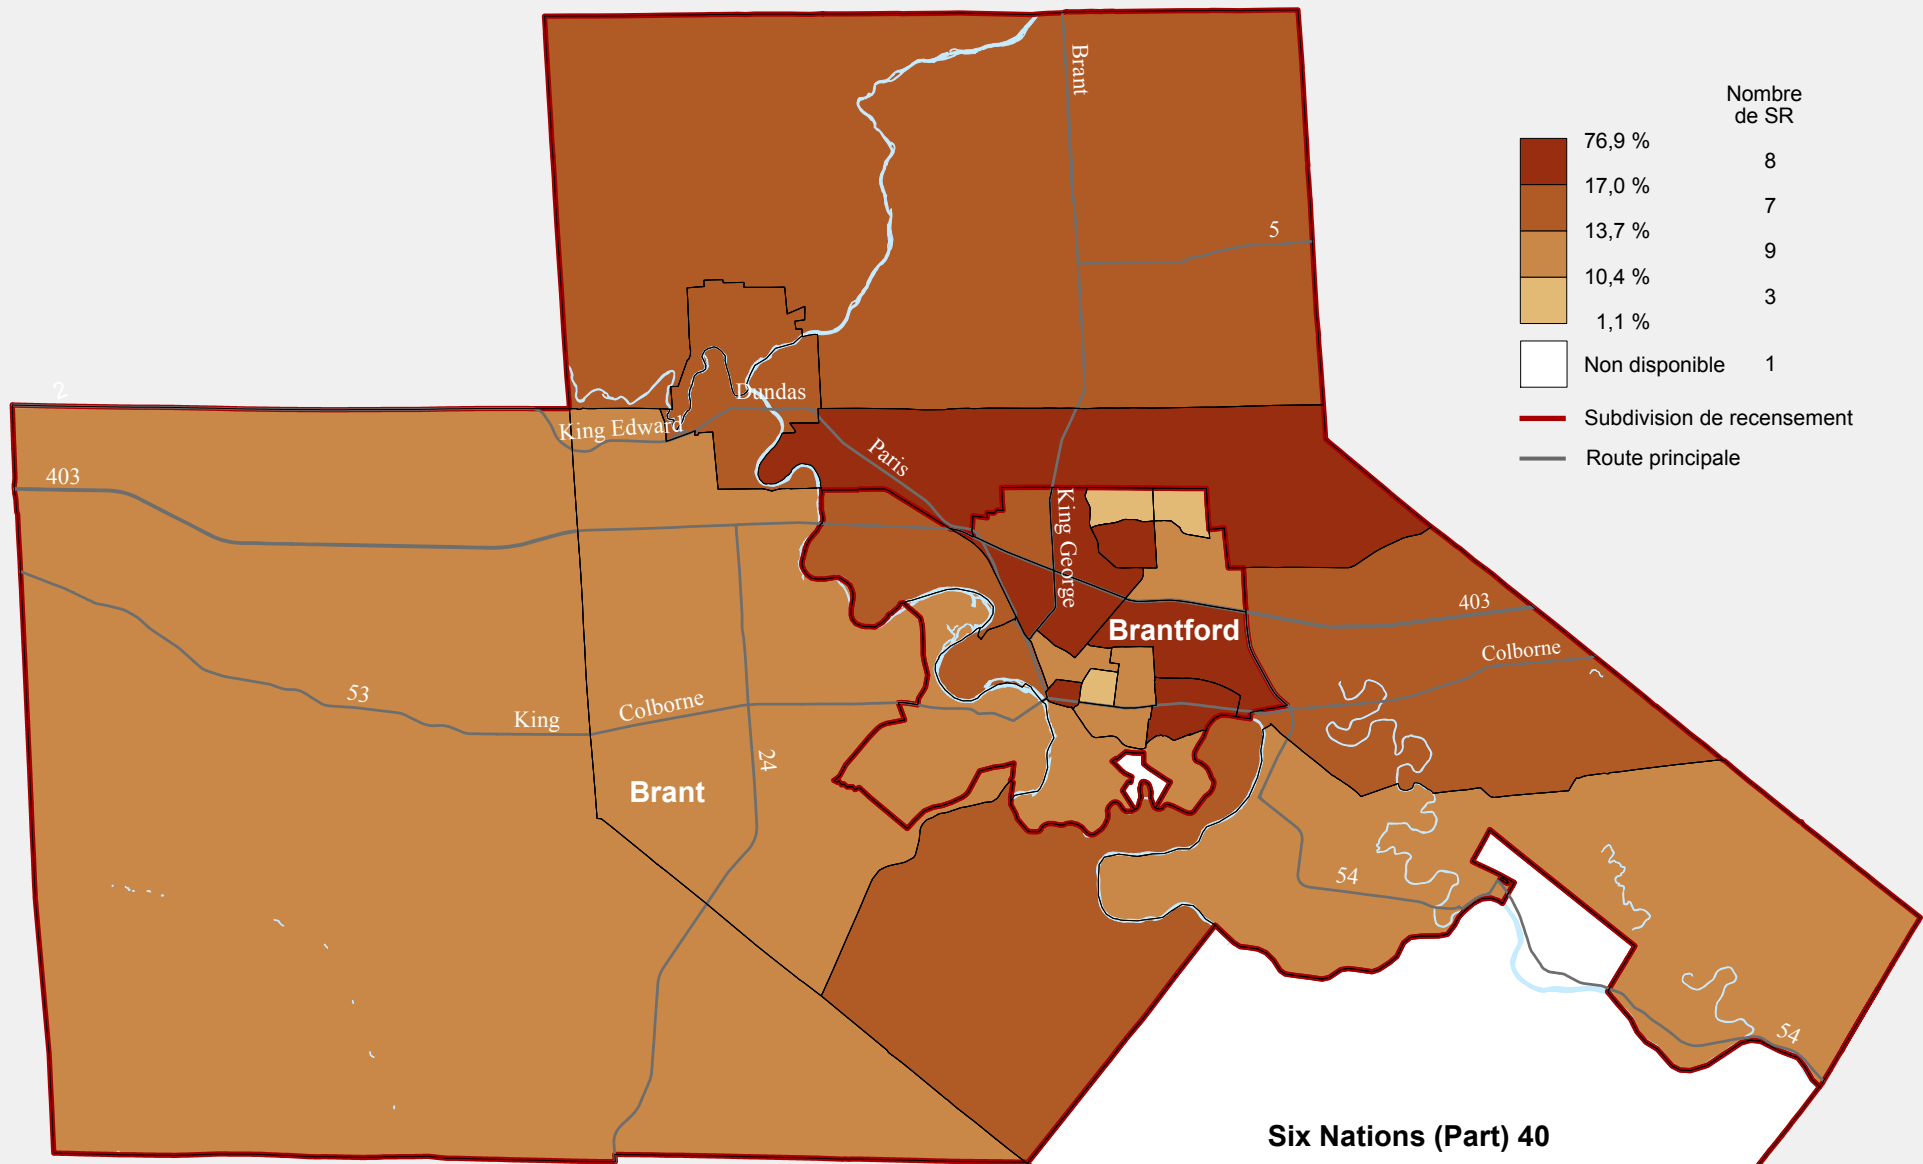 Brant
Nombre
de SR
76,9 %
8
17,0 %
7
13,7 %
9
10,4 %
3
1,1 %
Non disponible 1
Subdivision de recensement
Route principale
5
2
Dundas
King Edward
Paris
403
King George
403
Brantford
Colborne
53
King
Colborne
24
Brant
54
54
Six Nations (Part) 40